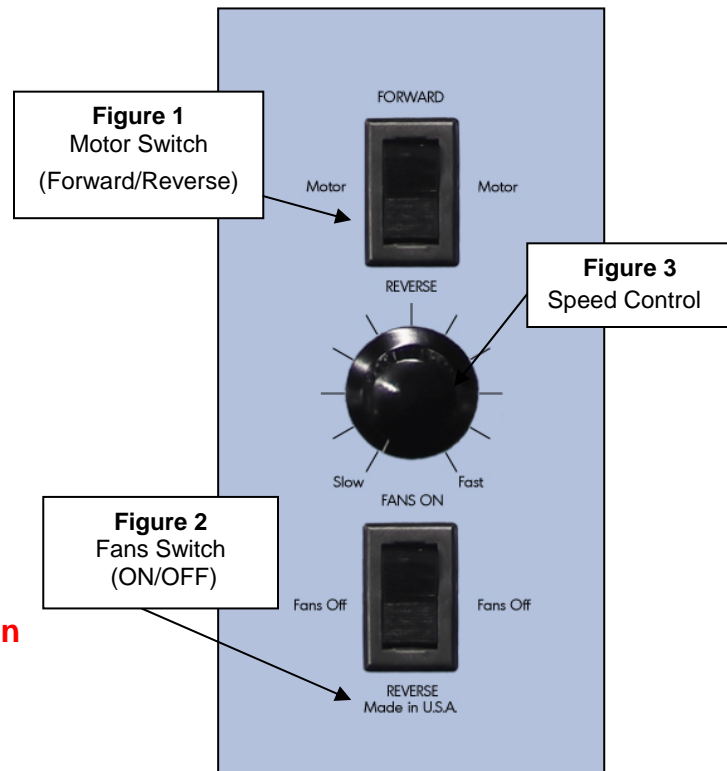 FORWARD
Figure 1
Motor Switch
(Forward/Reverse)
Motor
Motor
REVERSE
Figure 3
Speed Control
Slow
Fast
FANS ON
Figure 2
Fans Switch
(ON/OFF)
Fans Off
Fans Off
n
REVERSE
Made in U.S.A.